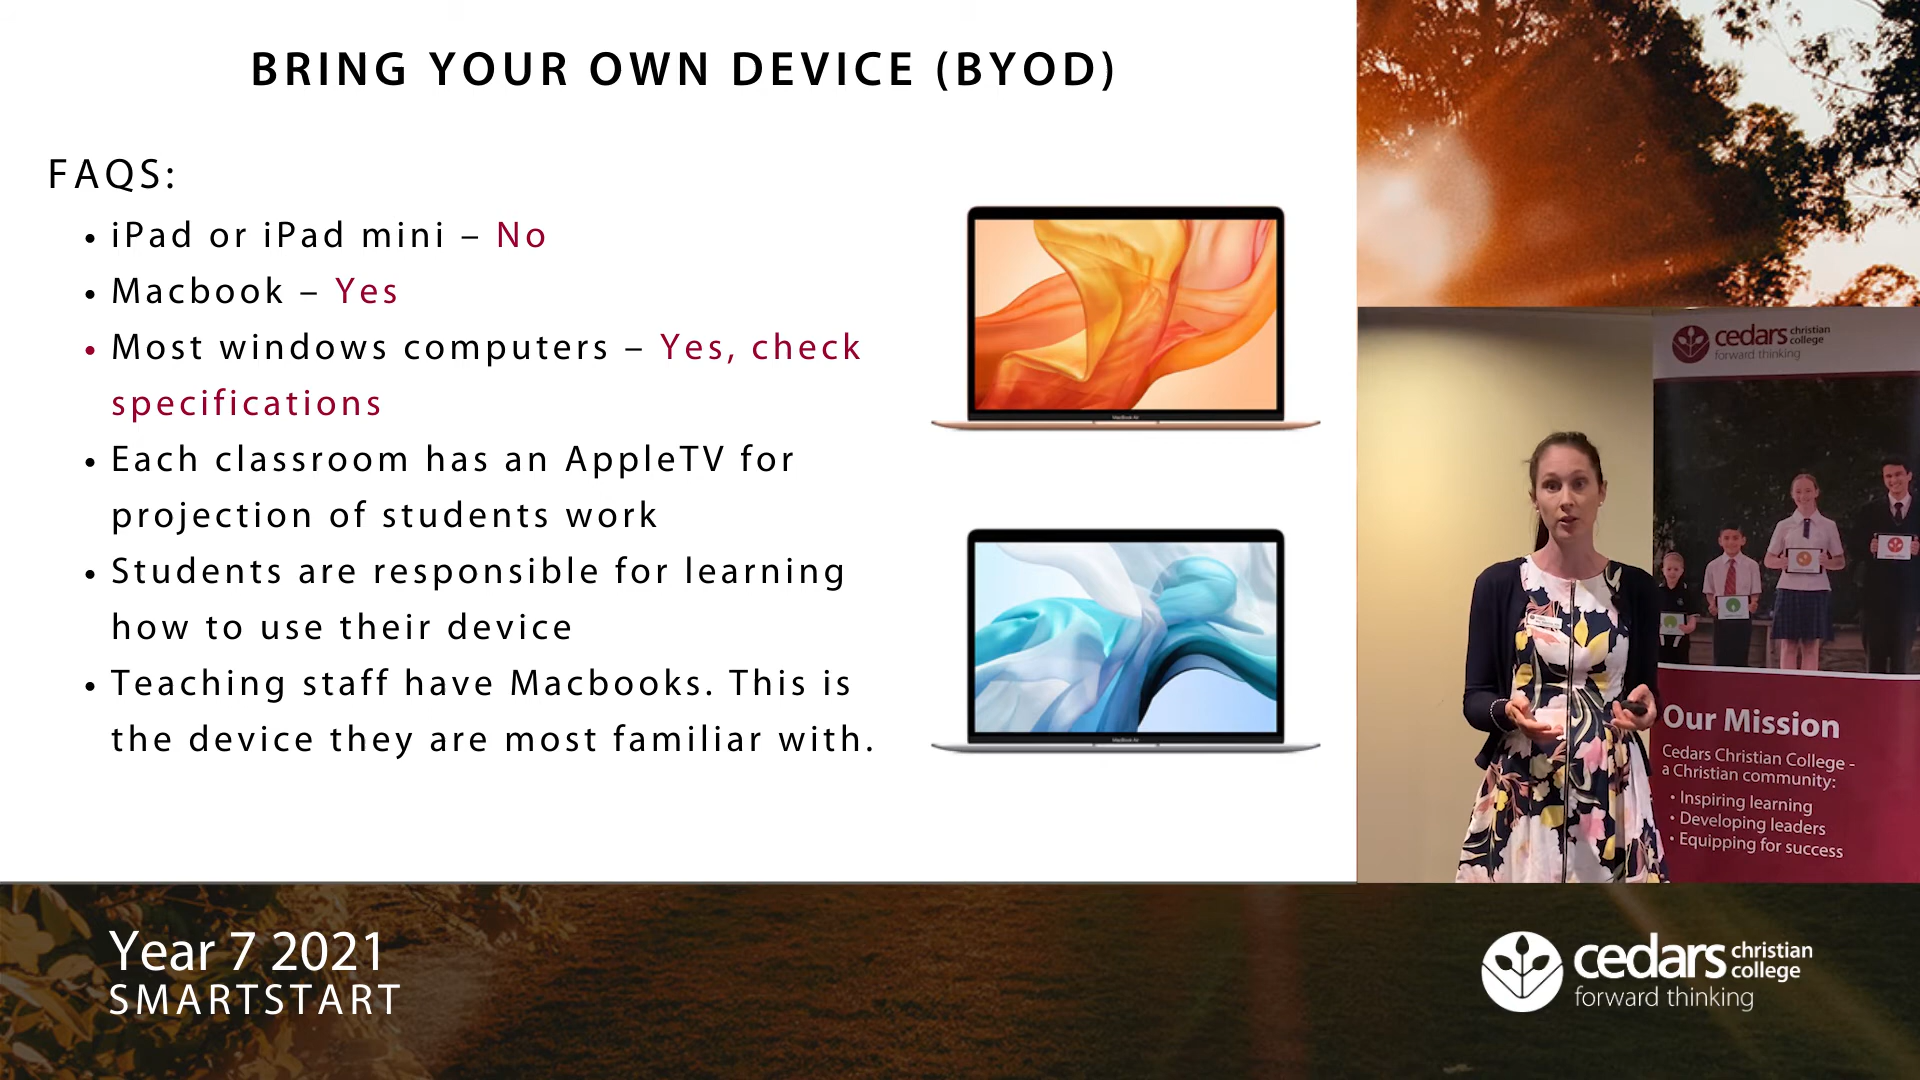 BRING YOUR OWN DEVICE (BYOD)
FAQS:
• iPad or iPad mini – No
• Macbook – Yes
• Most windows computers – Yes, check
specifications
• Each classroom has an AppleTV for
projection of students work
• Students are responsible for learning
how to use their device
• Teaching staff have Macbooks. This is
the device they are most familiar with.
MacBook Air
MacBook Air
cedars christian college
forward thinking
Our Mission
Cedars Christian College -
a Christian community:
• Inspiring learning
• Developing leaders
• Equipping for success
Year 7 2021
SMARTSTART
cedars christian college
forward thinking